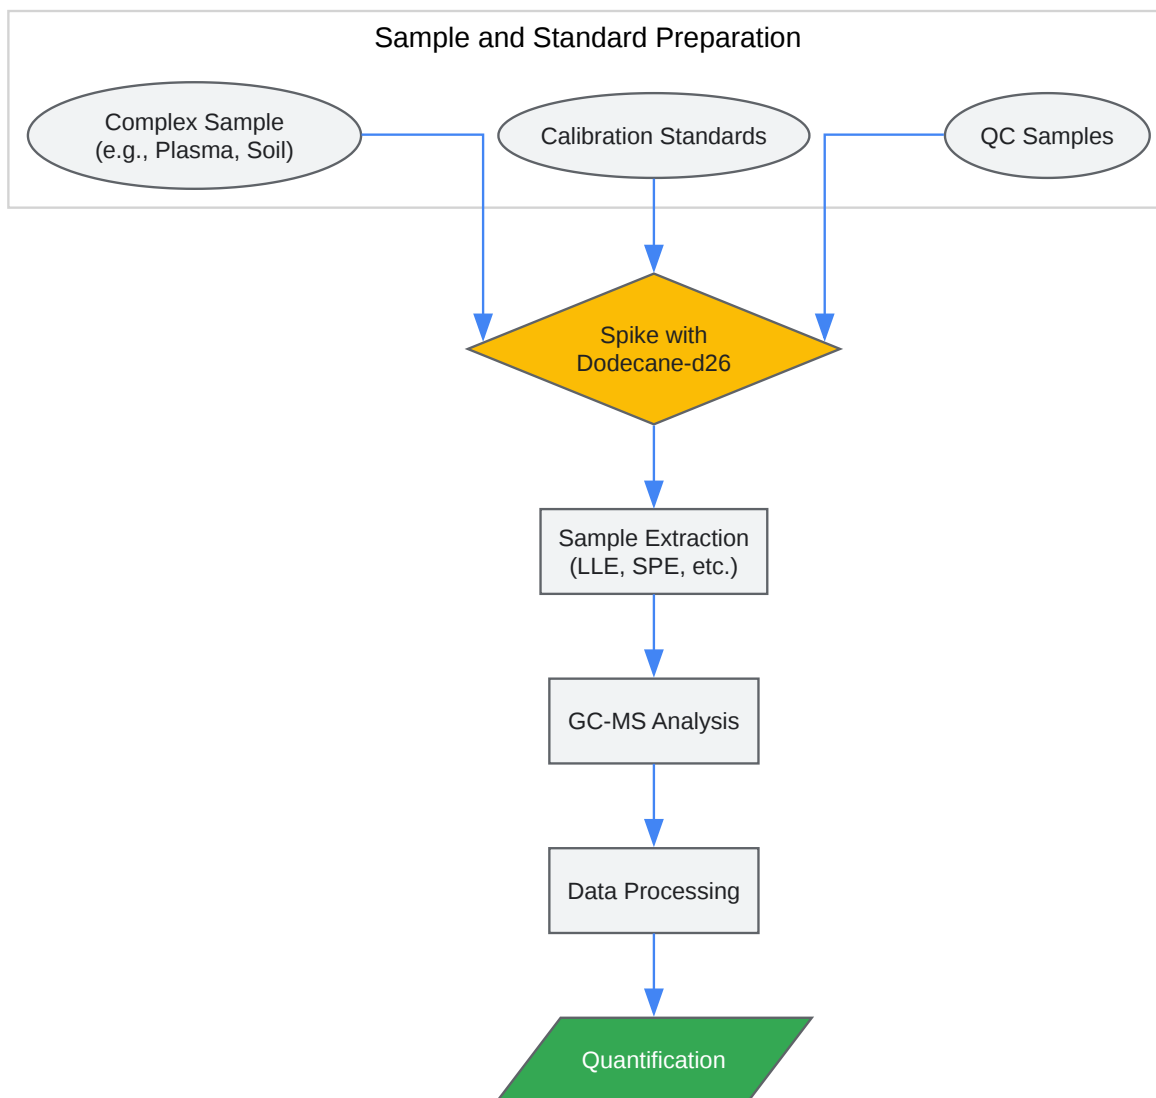 Sample and Standard Preparation
Complex Sample
(e.g., Plasma, Soil)
Calibration Standards
QC Samples
Spike with
Dodecane-d26
Sample Extraction
(LLE, SPE, etc.)
GC-MS Analysis
Data Processing
Quantification